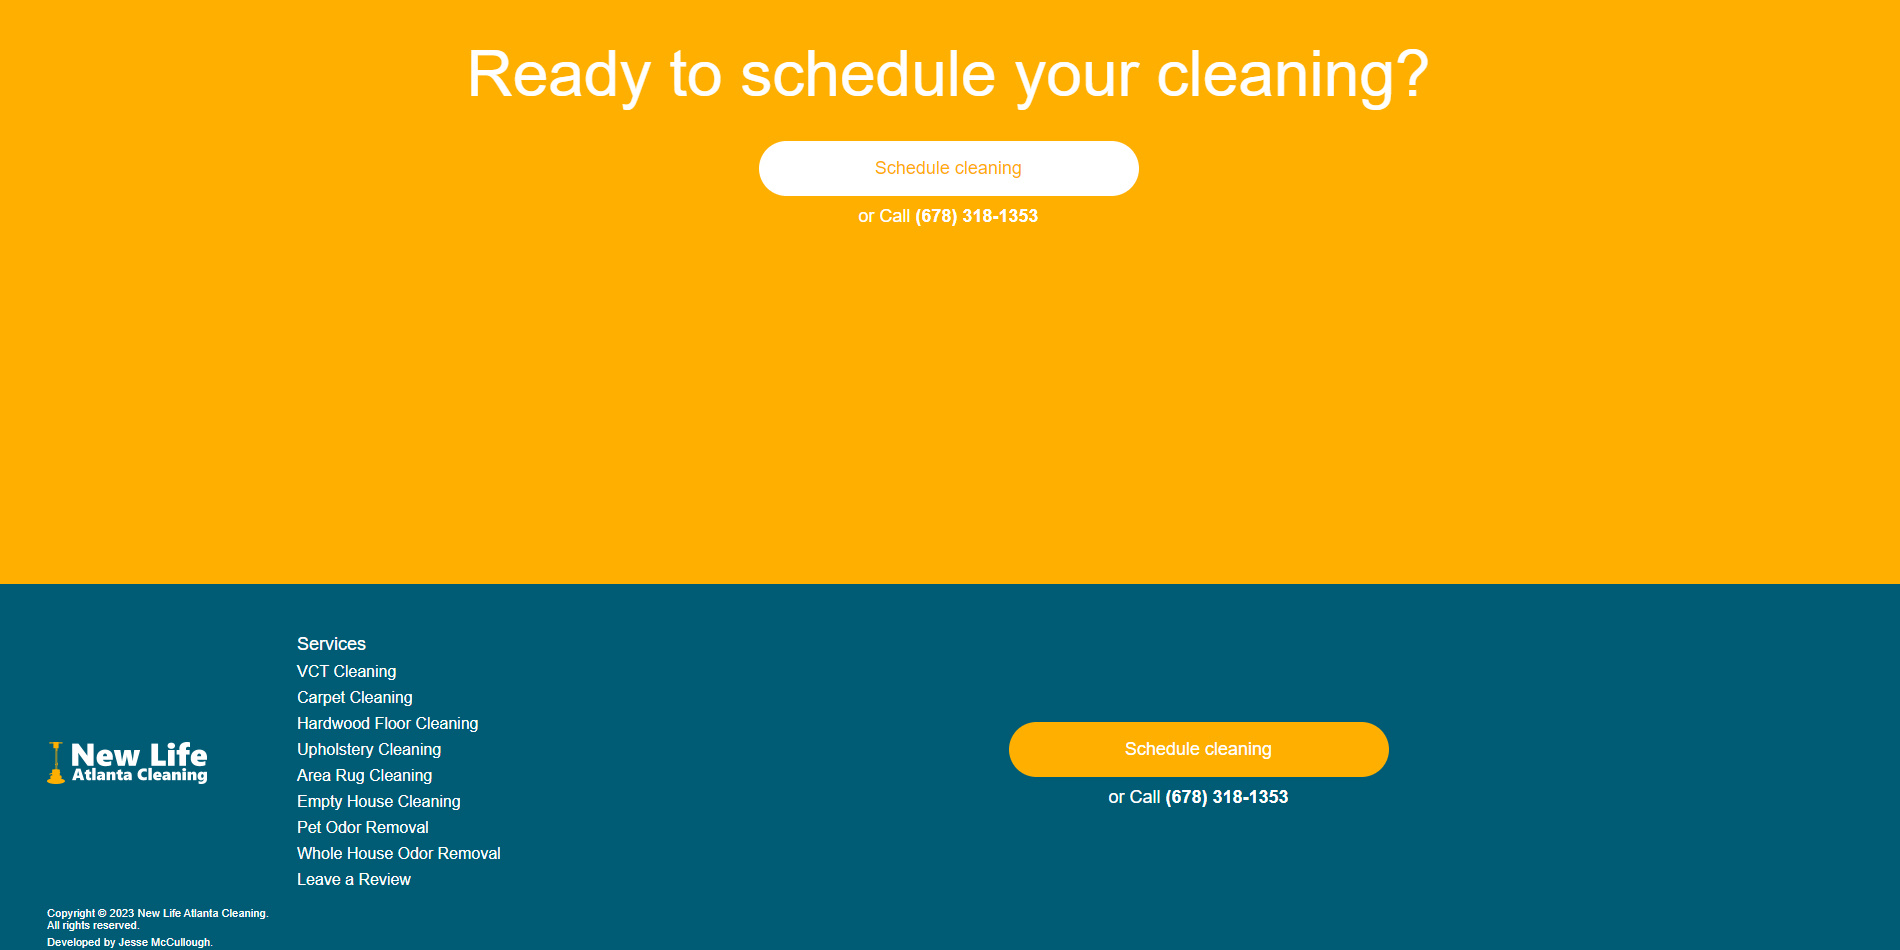 Ready to schedule your cleaning?
Schedule cleaning
or Call (678) 318-1353
New Life
Atlanta Cleaning
Services
VCT Cleaning
Carpet Cleaning
Hardwood Floor Cleaning
Upholstery Cleaning
Area Rug Cleaning
Empty House Cleaning
Pet Odor Removal
Whole House Odor Removal
Leave a Review
Schedule cleaning
or Call (678) 318-1353
Copyright © 2023 New Life Atlanta Cleaning.
All rights reserved.
Developed by Jesse McCullough.